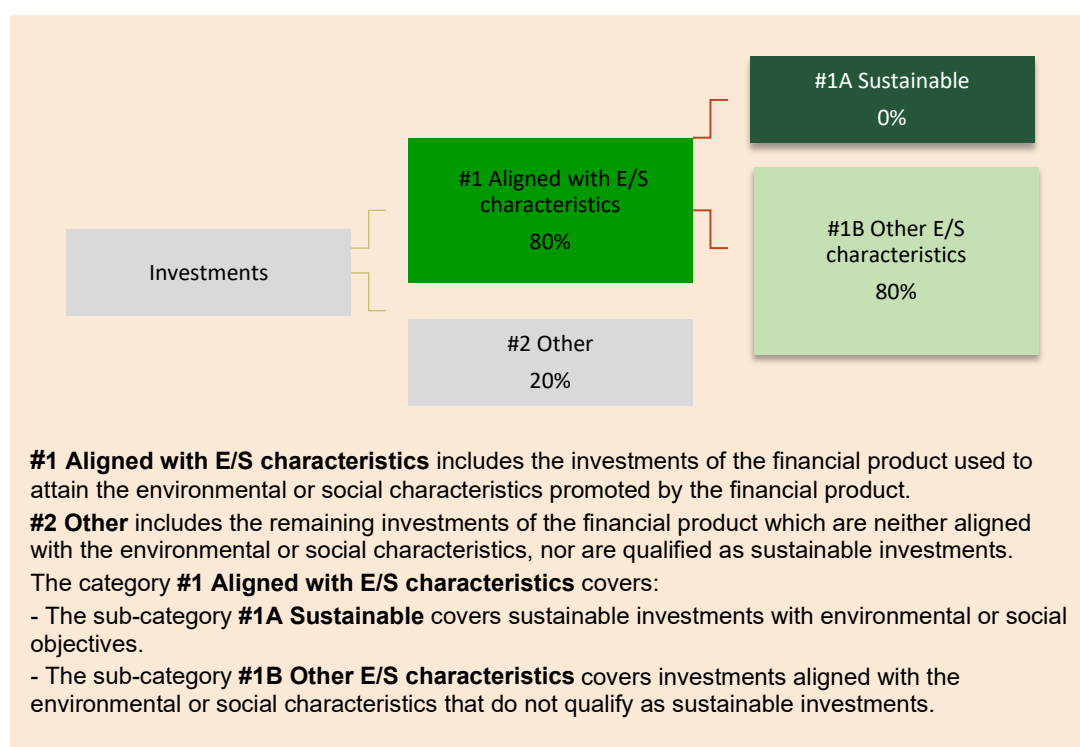 #1A Sustainable
0%
#1 Aligned with E/S
characteristics
80%
#1B Other E/S
characteristics
80%
Investments
#2 Other
20%
#1 Aligned with E/S characteristics includes the investments of the financial product used to
attain the environmental or social characteristics promoted by the financial product.
#2 Other includes the remaining investments of the financial product which are neither aligned
with the environmental or social characteristics, nor are qualified as sustainable investments.
The category #1 Aligned with E/S characteristics covers:
- The sub-category #1A Sustainable covers sustainable investments with environmental or social
objectives.
- The sub-category #1B Other E/S characteristics covers investments aligned with the
environmental or social characteristics that do not qualify as sustainable investments.